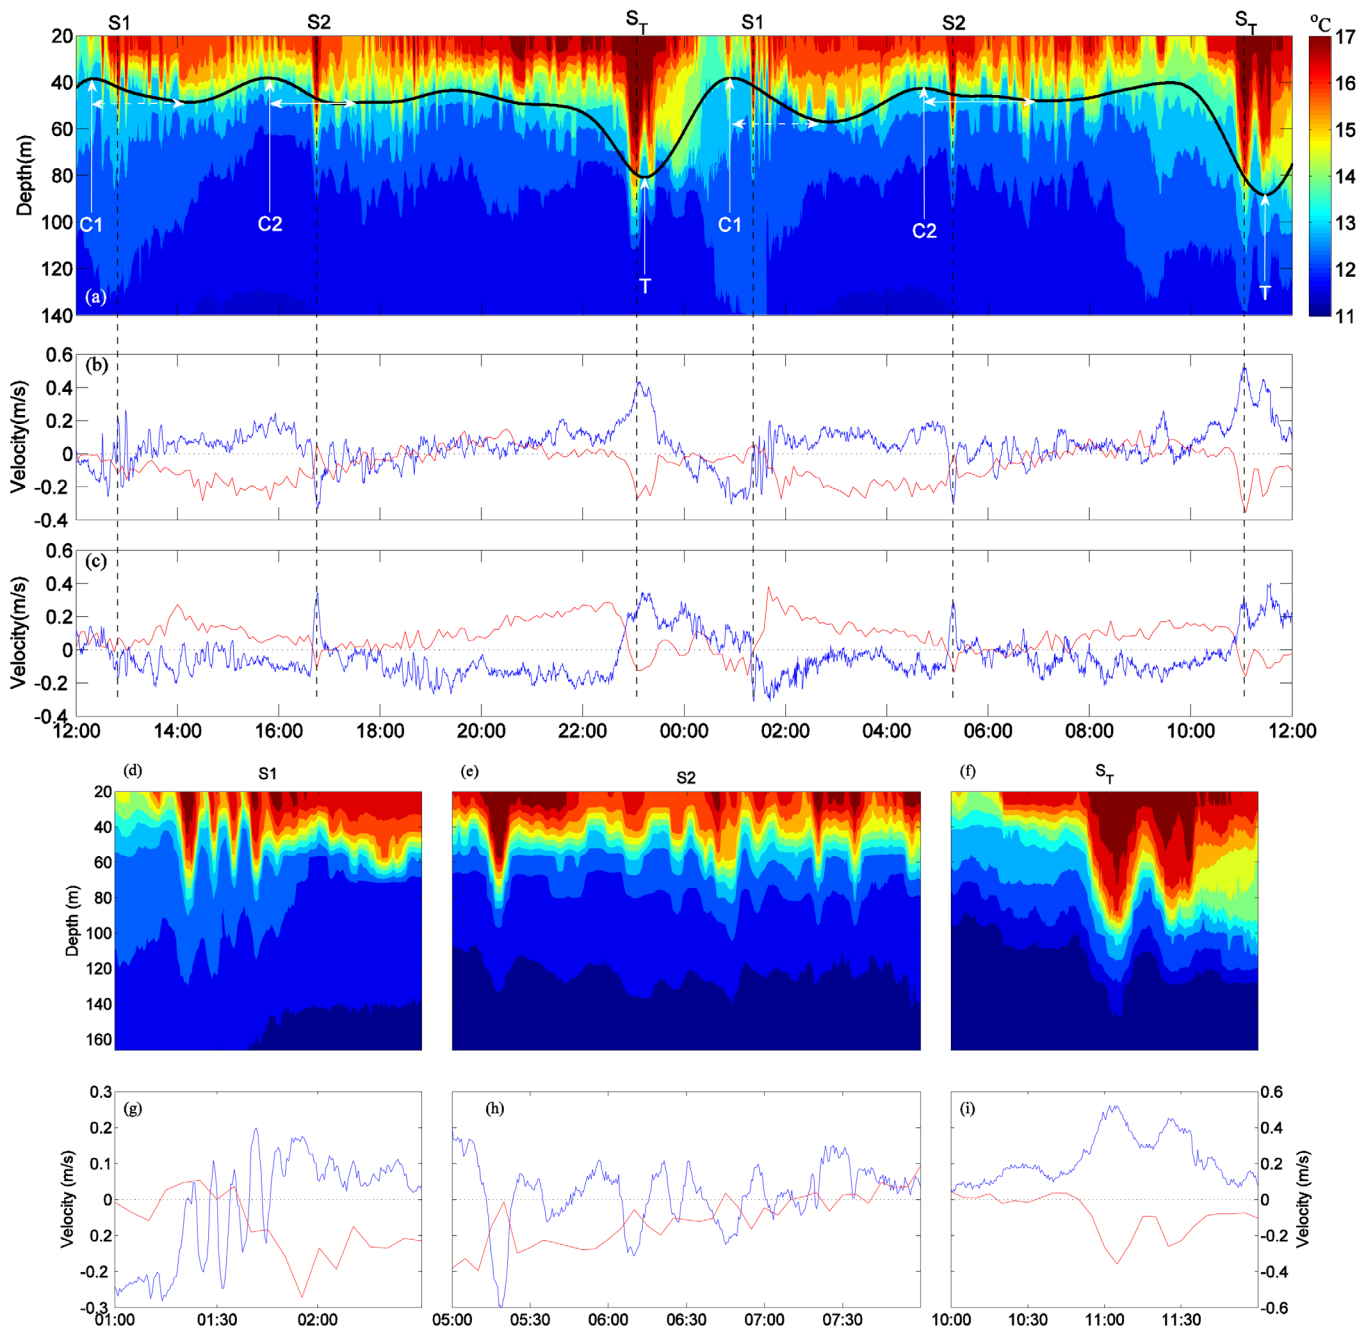 S1 S2 S_T S1 S2 S_T °C
20 40 60 80 100 120 140
Depth(m)
C1 C2 T C1 C2 T
(a)
17 16 15 14 13 12 11
(b)
0.6 0.4 0.2 0 -0.2 -0.4
Velocity(m/s)
(c)
0.6 0.4 0.2 0 -0.2 -0.4
Velocity(m/s)
12:00 14:00 16:00 18:00 20:00 22:00 00:00 02:00 04:00 06:00 08:00 10:00 12:00
(d) S1 (e) S2 (f) S_T
20 40 60 80 100 120 140 160
Depth (m)
(g) (h) (i)
0.3 0.2 0.1 0 0.2 -0.2 -0.3
Velocity (m/s)
0.6 0.4 0.2 0 -0.2 -0.4 -0.6
Velocity (m/s)
01:00 01:30 02:00 05:00 05:30 06:00 06:30 07:00 07:30 10:00 10:30 11:00 11:30